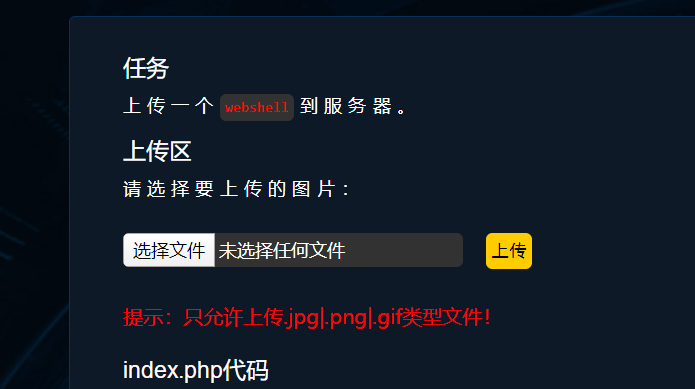 任务
上传一个 webshell 到服务器。
上传区
请选择要上传的图片：
选择文件 未选择任何文件 上传
提示：只允许上传.jpg|.png|.gif类型文件！
index.php代码